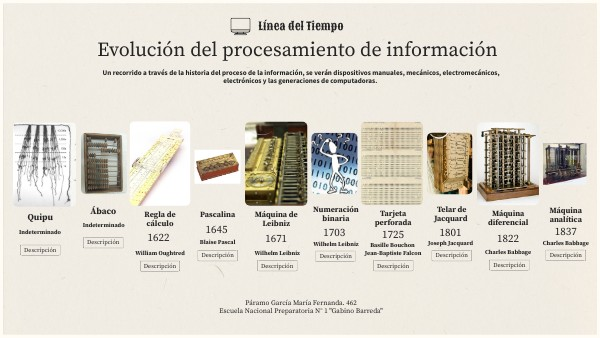 Línea del Tiempo
Evolución del procesamiento de información
Un recorrido a través de la historia del proceso de la información, se verán dispositivos manuales, mecánicos, electromecánicos,
electrónicos y las generaciones de computadoras.
Quipu
Indeterminado
Descripción
Ábaco
Indeterminado
Descripción
Regla de
cálculo
1622
William Oughtred
Descripción
Pascalina
1645
Blaise Pascal
Descripción
Máquina de
Leibniz
1671
Wilhelm Leibniz
Descripción
Numeración
binaria
1703
Wilhelm Leibniz
Descripción
Tarjeta
perforada
1725
Basille Bouchon
Jean-Baptiste Falcon
Descripción
Telar de
Jacquard
1801
Joseph Jacquard
Descripción
Máquina
diferencial
1822
Charles Babbage
Descripción
Máquina
analítica
1837
Charles Babbage
Descripción
Páramo García María Fernanda. 462
Escuela Nacional Preparatoria N° 1 "Gabino Barreda"